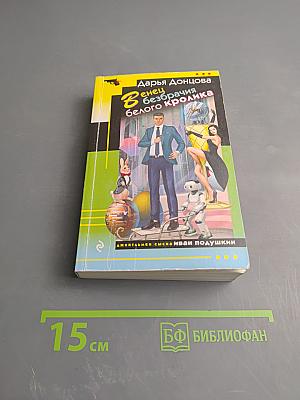 Дарья Донцова
Венец
безбрачия
белого кролика
джентльмен сыска иван подушкин
15 см
БФ БИБЛИОФАН